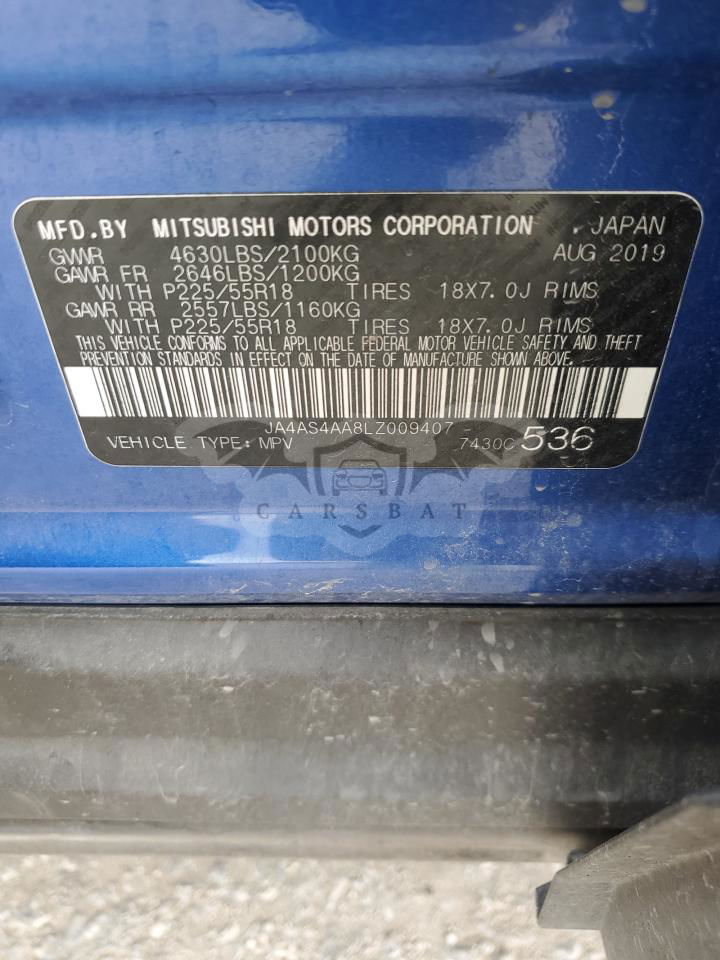 MFD.BY MITSUBISHI MOTORS CORPORATION . JAPAN
GVWR 4630LBS/2100KG AUG 2019
GAWR FR 2646LBS/1200KG
WITH P225/55R18 TIRES 18X7.0J RIMS
GAWR RR 2557LBS/1160KG
WITH P225/55R18 TIRES 18X7.0J RIMS
THIS VEHICLE CONFORMS TO ALL APPLICABLE FEDERAL MOTOR VEHICLE SAFETY AND THEFT
PREVENTION STANDARDS IN EFFECT ON THE DATE OF MANUFACTURE SHOWN ABOVE.
JA4AS4AA8LZ009407
VEHICLE TYPE: MPV 7430C 536
CARSBAT